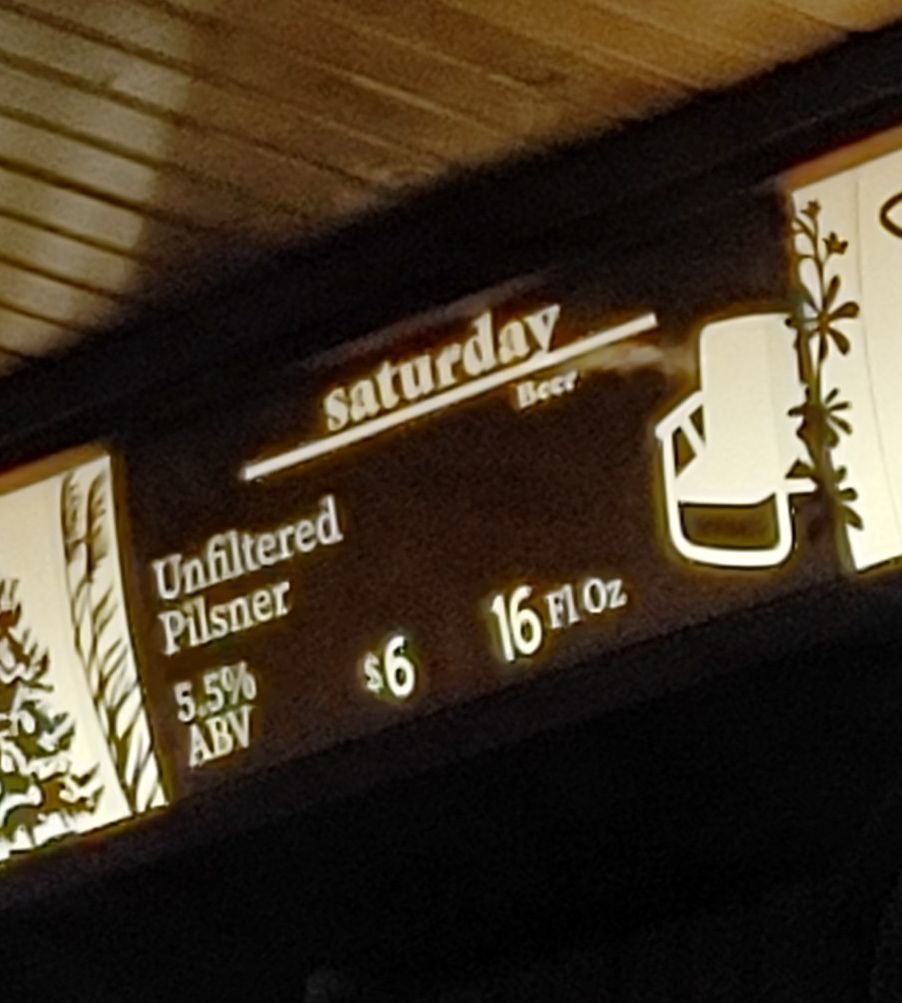 saturday
Beer
Unfiltered
Pilsner
5.5%
ABV
$6
16 Fl Oz